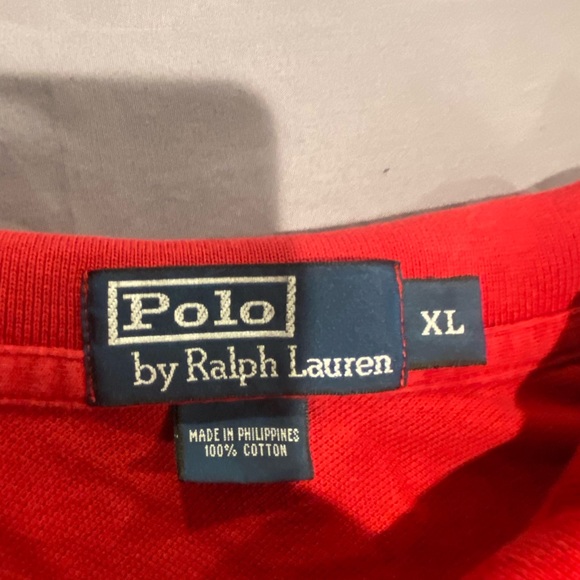 Polo
by Ralph Lauren
XL
MADE IN PHILIPPINES
100% COTTON